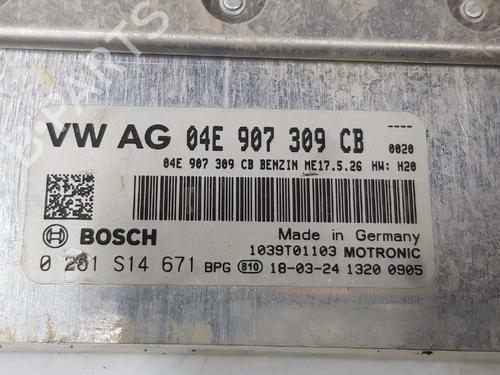 VW AG 04E 907 309 CB
0020
04E 907 309 CB BENZIN ME17.5.26 HW: H20
BOSCH
Made in Germany
1039T01103 MOTRONIC
0 261 S14 671 BPG 810 18-03-24 1320 0905